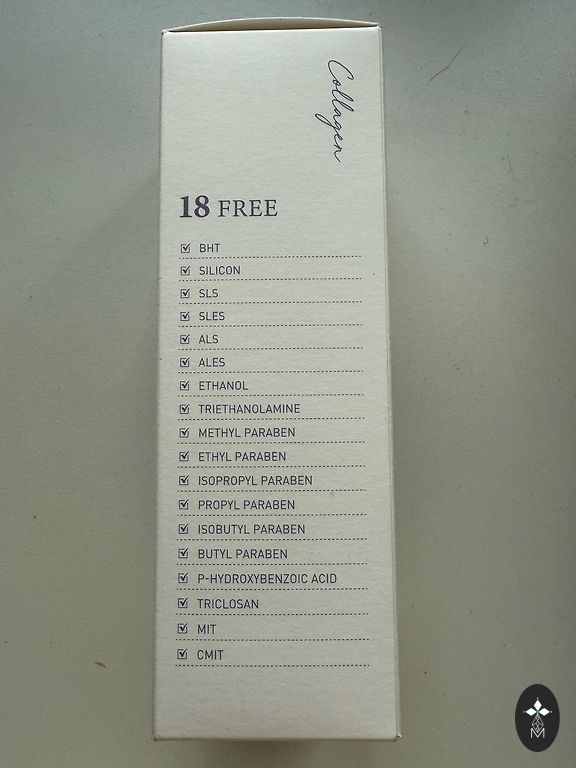 Collagen
18 FREE
BHT
SILICON
SLS
SLES
ALS
ALES
ETHANOL
TRIETHANOLAMINE
METHYL PARABEN
ETHYL PARABEN
ISOPROPYL PARABEN
PROPYL PARABEN
ISOBUTYL PARABEN
BUTYL PARABEN
P-HYDROXYBENZOIC ACID
TRICLOSAN
MIT
CMIT
M